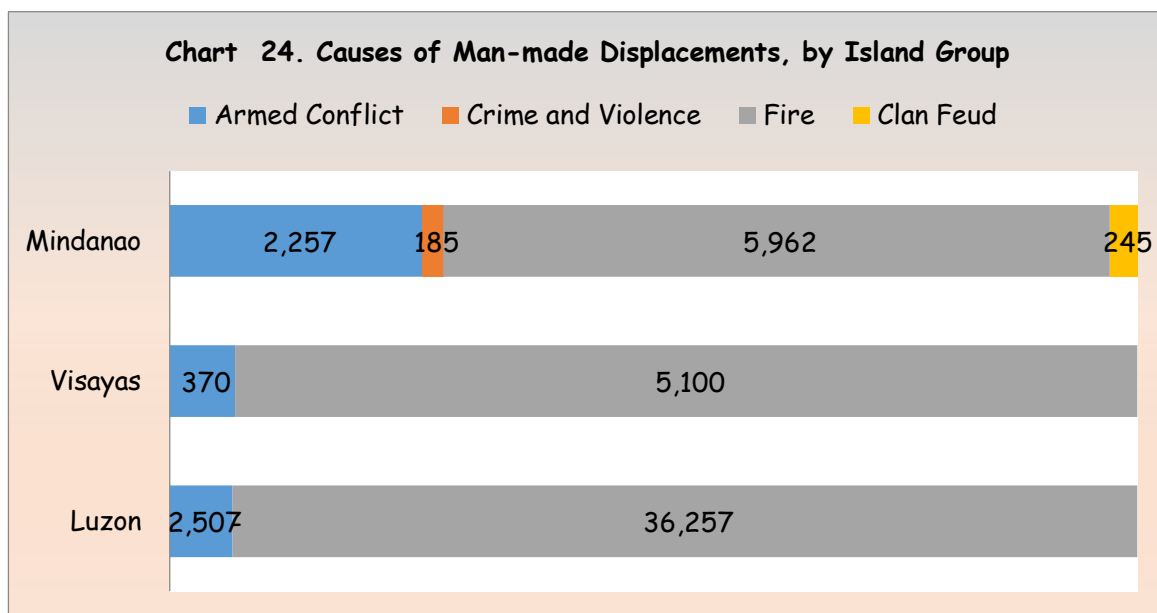 Chart 24. Causes of Man-made Displacements, by Island Group
Armed Conflict Crime and Violence Fire Clan Feud
Mindanao 2,257 185 5,962 245
Visayas 370 5,100
Luzon 2,507 - 36,257